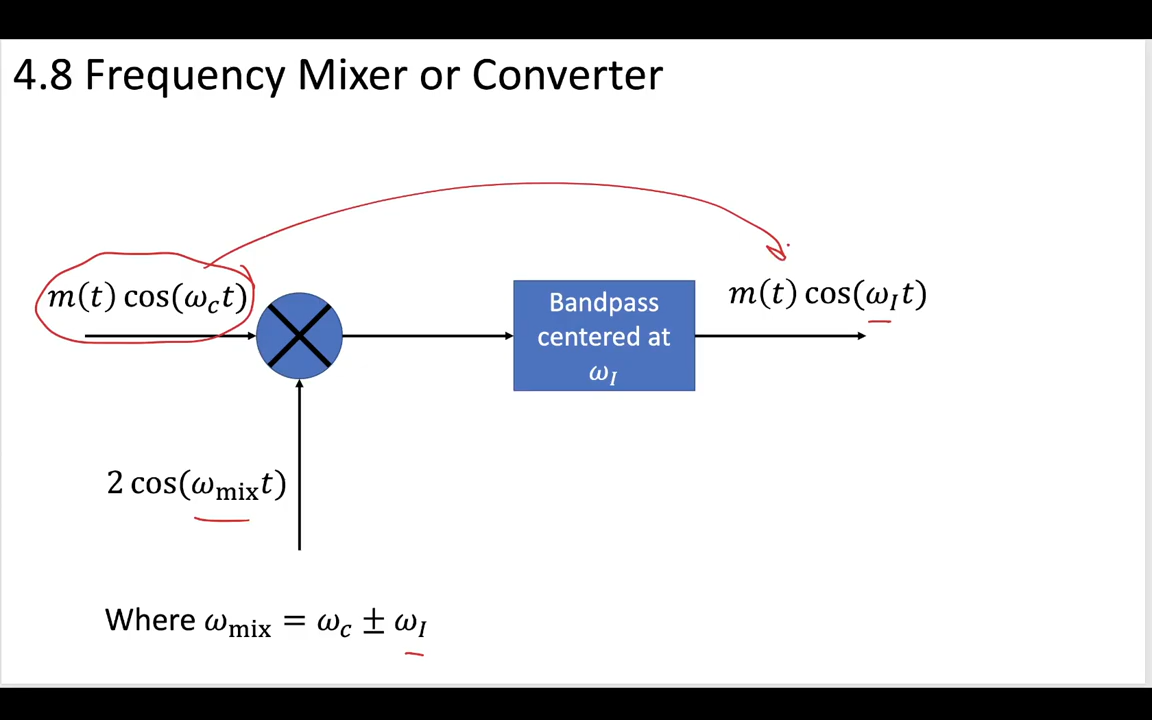 4.8 Frequency Mixer or Converter
m(t) cos(ω_c t)
Bandpass
centered at
ω_I
m(t) cos(ω_I t)
2 cos(ω_mix t)
Where ω_mix = ω_c ± ω_I